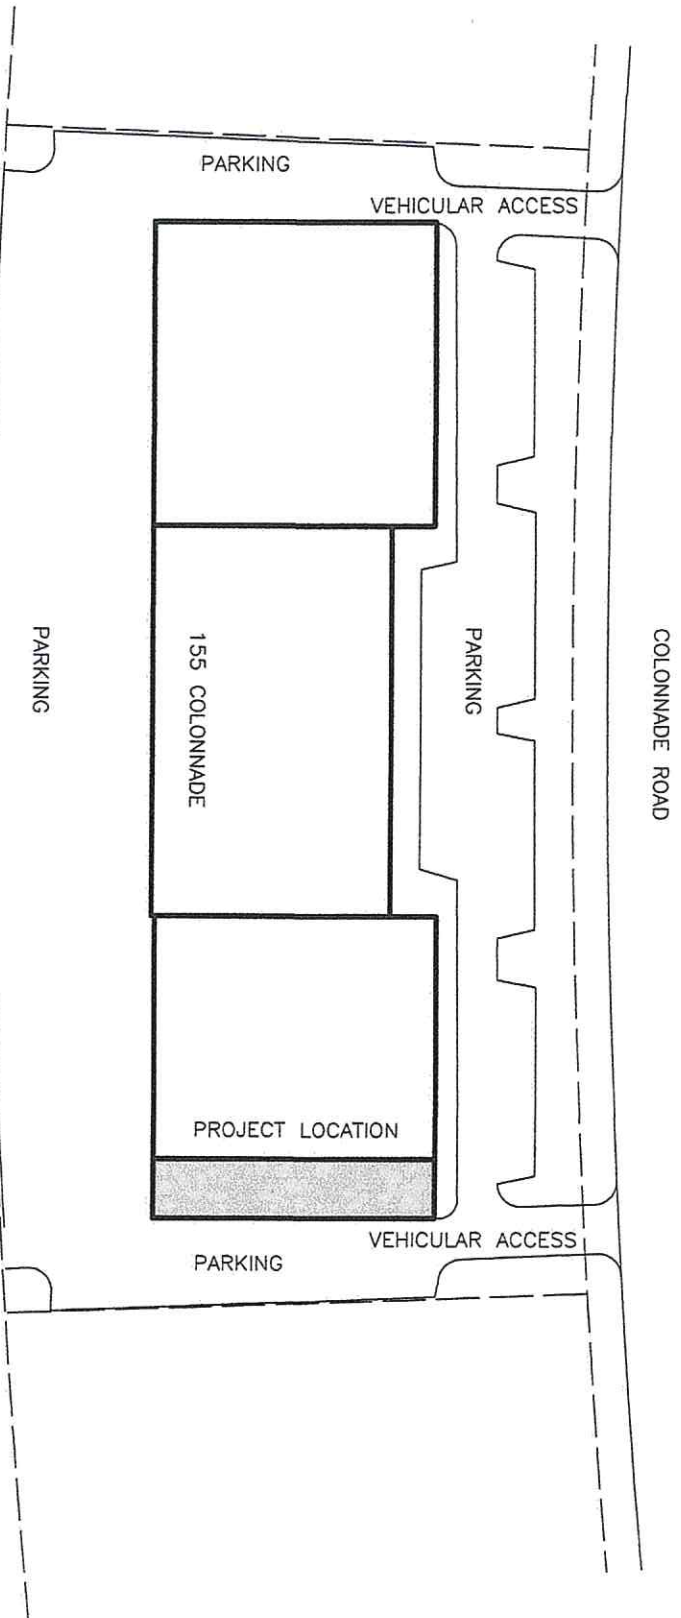 PARKING
VEHICULAR ACCESS
COLONNADE ROAD
PARKING
155 COLONNADE
PARKING
PROJECT LOCATION
VEHICULAR ACCESS
PARKING